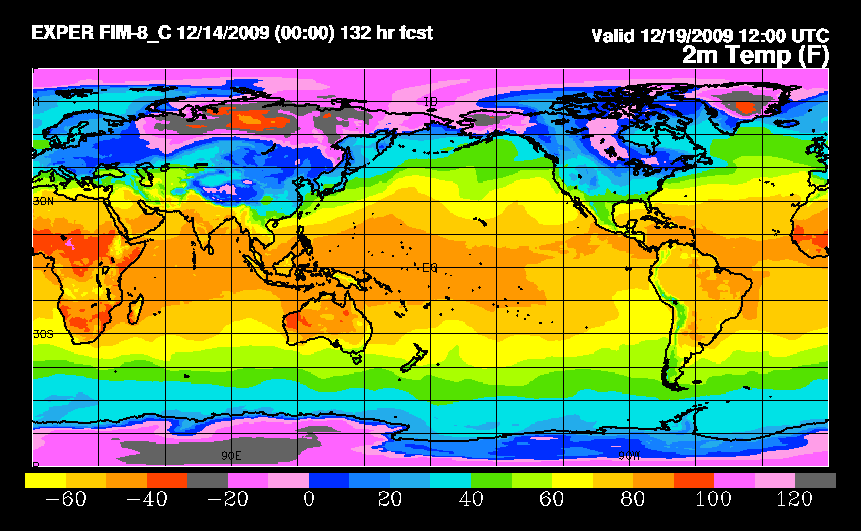 EXPER FIM-8_C 12/14/2009 (00:00) 132 hr fcst
Valid 12/19/2009 12:00 UTC
2m Temp (F)
ID
30N
EQ
30S
90E 90W
−60 −40 −20 0 20 40 60 80 100 120